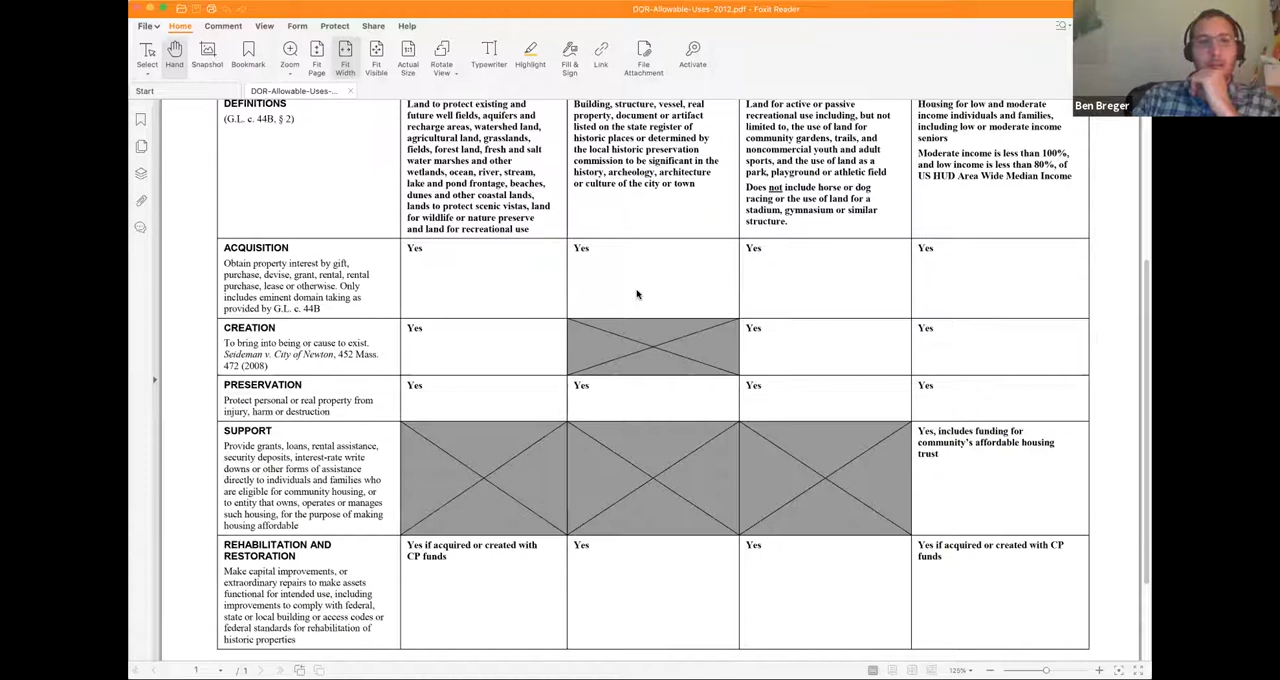 DOR-Allowable-Uses-2012.pdf - Foxit Reader
File Home Comment View Form Protect Share Help
Select Hand Snapshot Bookmark Zoom Fit Page Fit Width Fit Visible Actual Size Rotate View Typewriter Highlight Fill & Sign Link File Attachment Activate
Ben Breger
Start DOR-Allowable-Uses-...
DEFINITIONS
(G.L. c. 44B, § 2)
Land to protect existing and
future well fields, aquifers and
recharge areas, watershed land,
agricultural land, grasslands,
fields, forest land, fresh and salt
water marshes and other
wetlands, ocean, river, stream,
lake and pond frontage, beaches,
dunes and other coastal lands,
lands to protect scenic vistas, land
for wildlife or nature preserve
and land for recreational use
Building, structure, vessel, real
property, document or artifact
listed on the state register of
historic places or determined by
the local historic preservation
commission to be significant in the
history, archeology, architecture
or culture of the city or town
Land for active or passive
recreational use including, but not
limited to, the use of land for
community gardens, trails, and
noncommercial youth and adult
sports, and the use of land as a
park, playground or athletic field
Does not include horse or dog
racing or the use of land for a
stadium, gymnasium or similar
structure.
Housing for low and moderate
income individuals and families,
including low or moderate income
seniors
Moderate income is less than 100%,
and low income is less than 80%, of
US HUD Area Wide Median Income
ACQUISITION
Obtain property interest by gift,
purchase, devise, grant, rental, rental
purchase, lease or otherwise. Only
includes eminent domain taking as
provided by G.L. c. 44B
Yes
Yes
Yes
Yes
CREATION
To bring into being or cause to exist.
Seideman v. City of Newton, 452 Mass.
472 (2008)
Yes
Yes
Yes
PRESERVATION
Protect personal or real property from
injury, harm or destruction
Yes
Yes
Yes
Yes
SUPPORT
Provide grants, loans, rental assistance,
security deposits, interest-rate write
downs or other forms of assistance
directly to individuals and families who
are eligible for community housing, or
to entity that owns, operates or manages
such housing, for the purpose of making
housing affordable
Yes, includes funding for
community's affordable housing
trust
REHABILITATION AND
RESTORATION
Make capital improvements, or
extraordinary repairs to make assets
functional for intended use, including
improvements to comply with federal,
state or local building or access codes or
federal standards for rehabilitation of
historic properties
Yes if acquired or created with
CP funds
Yes
Yes
Yes if acquired or created with CP
funds
1 / 1 125%